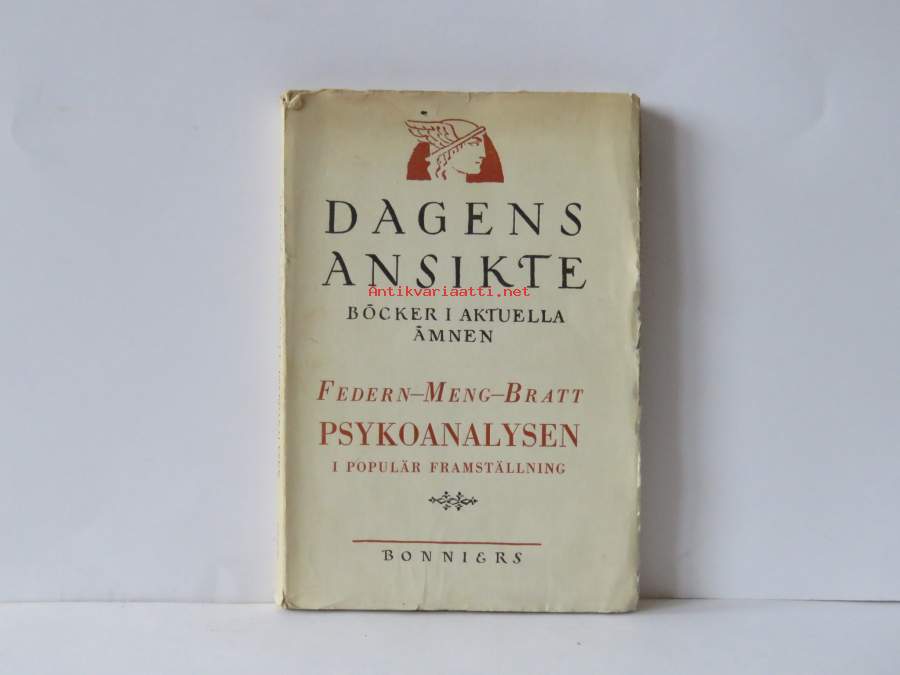 DAGENS
ANSIKTE
Antikvariaatti.net
BÖCKER I AKTUELLA
ÄMNEN
FEDERN–MENG–BRATT
PSYKOANALYSEN
I POPULÄR FRAMSTÄLLNING
BONNIERS